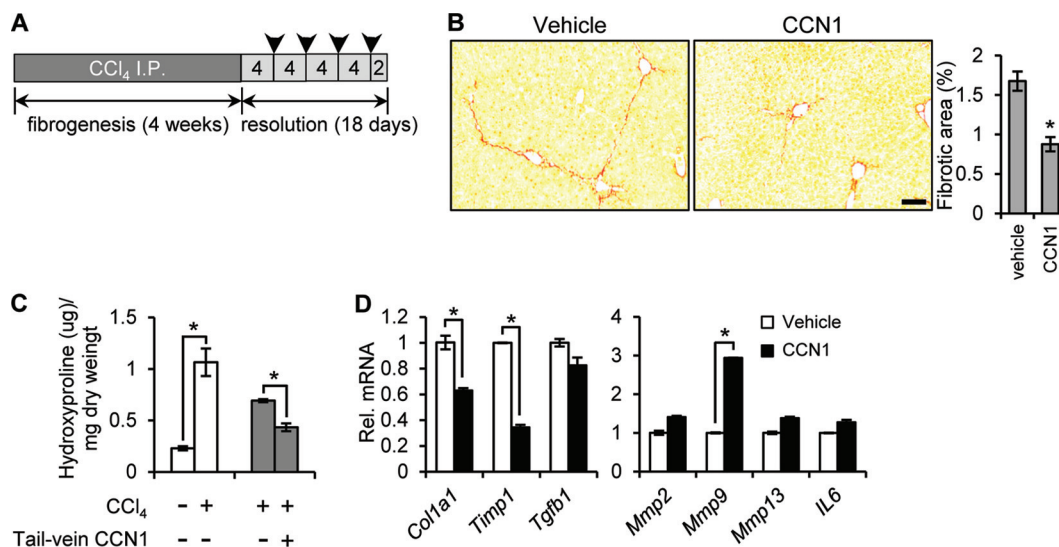 A
CCl4 I.P.
4 4 4 4 2
fibrogenesis (4 weeks) resolution (18 days)
B
Vehicle CCN1
Fibrotic area (%)
2
1.5
1
0.5
0
*
vehicle
CCN1
C
Hydroxyproline (ug)/
mg dry weingt
1.5
1
0.5
0
* *
CCl4 - + + +
Tail-vein CCN1 - - - +
D
Rel. mRNA
1.2
1
0.8
0.6
0.4
0.2
0
* *
Col1a1
Timp1
Tgfb1
4
3
2
1
0
*
Vehicle
CCN1
Mmp2
Mmp9
Mmp13
IL6